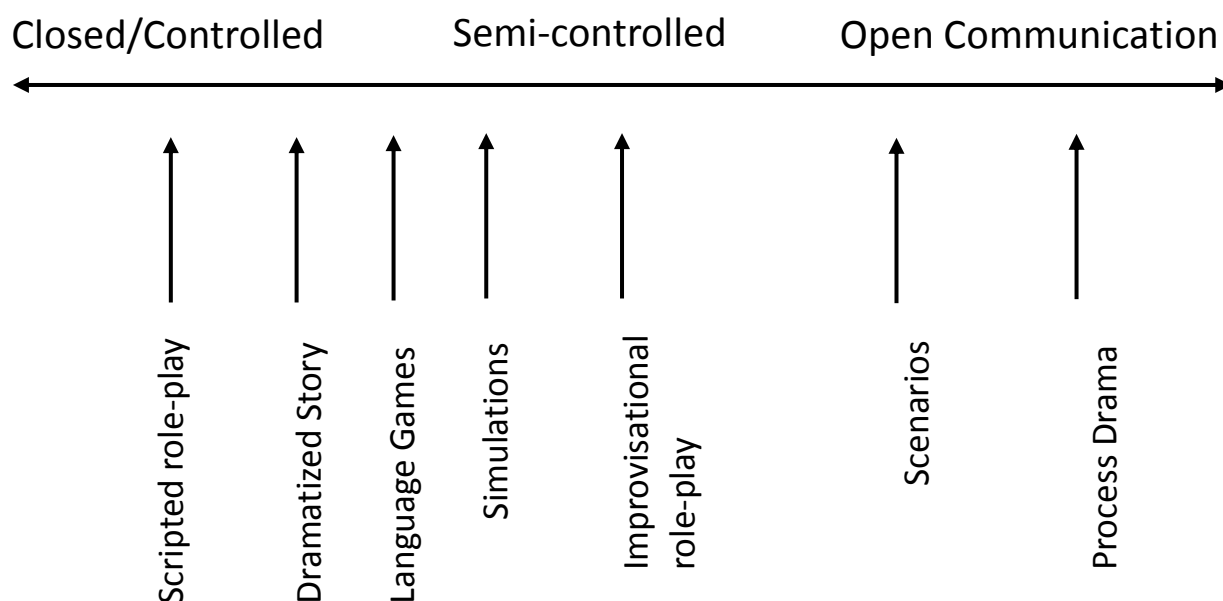 Closed/Controlled
Semi-controlled
Open Communication
Scripted role-play
Dramatized Story
Language Games
Simulations
Improvisational
role-play
Scenarios
Process Drama